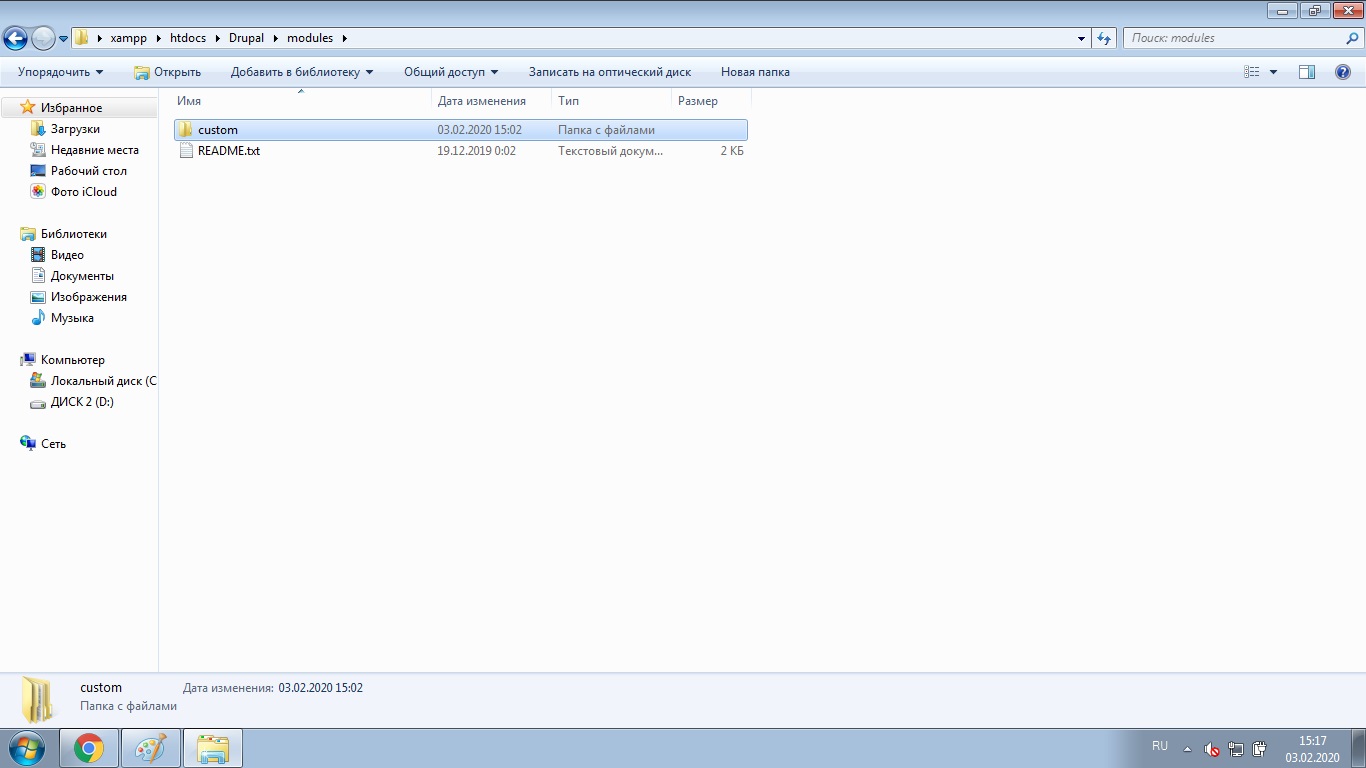 xampp htdocs Drupal modules
Поиск: modules
Упорядочить Открыть Добавить в библиотеку Общий доступ Записать на оптический диск Новая папка
Имя Дата изменения Тип Размер
custom 03.02.2020 15:02 Папка с файлами
README.txt 19.12.2019 0:02 Текстовый докум... 2 КБ
Избранное
Загрузки
Недавние места
Рабочий стол
Фото iCloud
Библиотеки
Видео
Документы
Изображения
Музыка
Компьютер
Локальный диск (C
ДИСК 2 (D:)
Сеть
custom Дата изменения: 03.02.2020 15:02
Папка с файлами
RU
15:17
03.02.2020